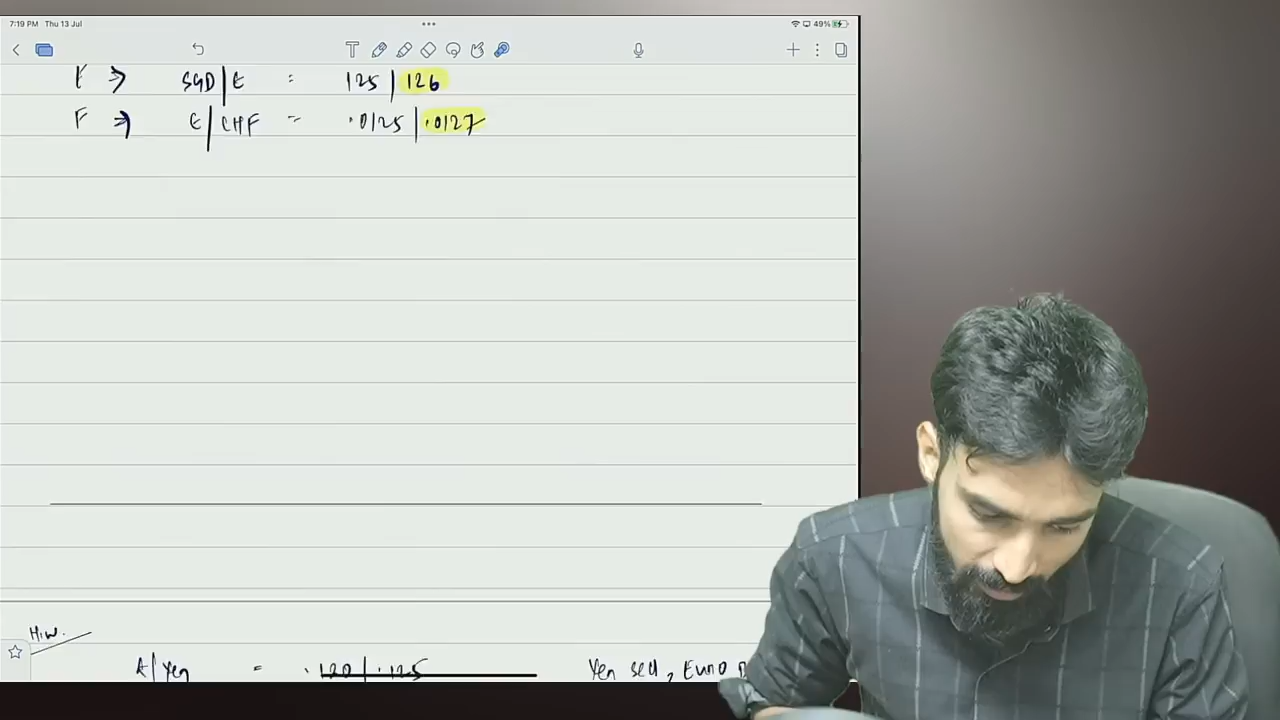 7:19 PM Thu 13 Jul
49%
SGD/€ = 125 | 126
F ⇒ €/CHF = .0125 | .0127
H.W.
/Yen = .120 | .125 Yen sell, Euro